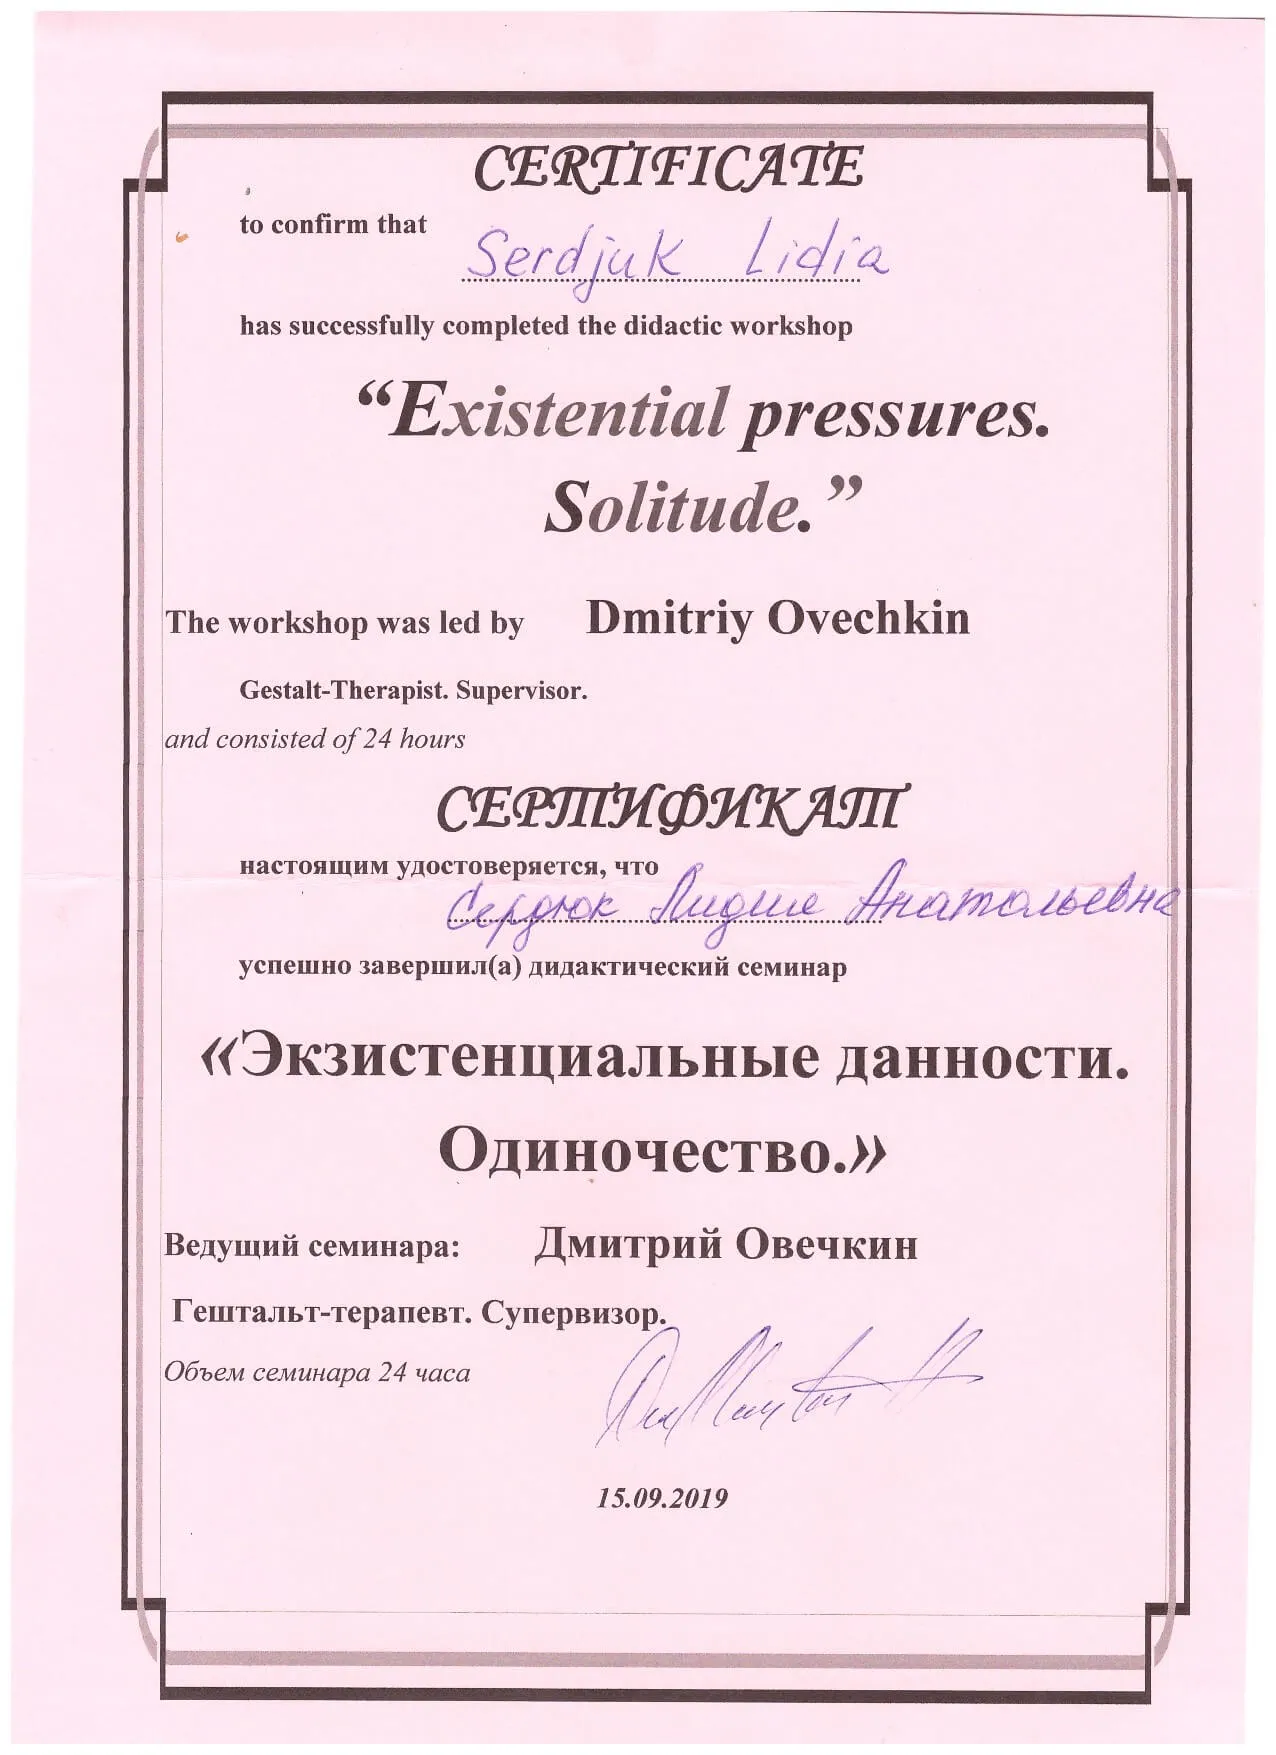 CERTIFICATE
to confirm that
Serdjuk Lidia
has successfully completed the didactic workshop
“Existential pressures.
Solitude.”
The workshop was led by Dmitriy Ovechkin
Gestalt-Therapist. Supervisor.
and consisted of 24 hours
СЕРТИФИКАТ
настоящим удостоверяется, что
Сердюк Лидия Анатольевна
успешно завершил(а) дидактический семинар
«Экзистенциальные данности.
Одиночество.»
Ведущий семинара: Дмитрий Овечкин
Гештальт-терапевт. Супервизор.
Объем семинара 24 часа
15.09.2019